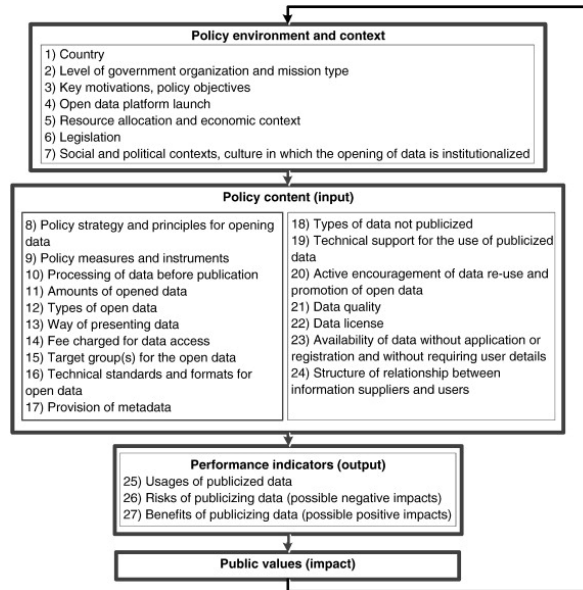 Policy environment and context
1) Country
2) Level of government organization and mission type
3) Key motivations, policy objectives
4) Open data platform launch
5) Resource allocation and economic context
6) Legislation
7) Social and political contexts, culture in which the opening of data is institutionalized
Policy content (input)
8) Policy strategy and principles for opening
data
9) Policy measures and instruments
10) Processing of data before publication
11) Amounts of opened data
12) Types of open data
13) Way of presenting data
14) Fee charged for data access
15) Target group(s) for the open data
16) Technical standards and formats for
open data
17) Provision of metadata
18) Types of data not publicized
19) Technical support for the use of publicized
data
20) Active encouragement of data re-use and
promotion of open data
21) Data quality
22) Data license
23) Availability of data without application or
registration and without requiring user details
24) Structure of relationship between
information suppliers and users
Performance indicators (output)
25) Usages of publicized data
26) Risks of publicizing data (possible negative impacts)
27) Benefits of publicizing data (possible positive impacts)
Public values (impact)